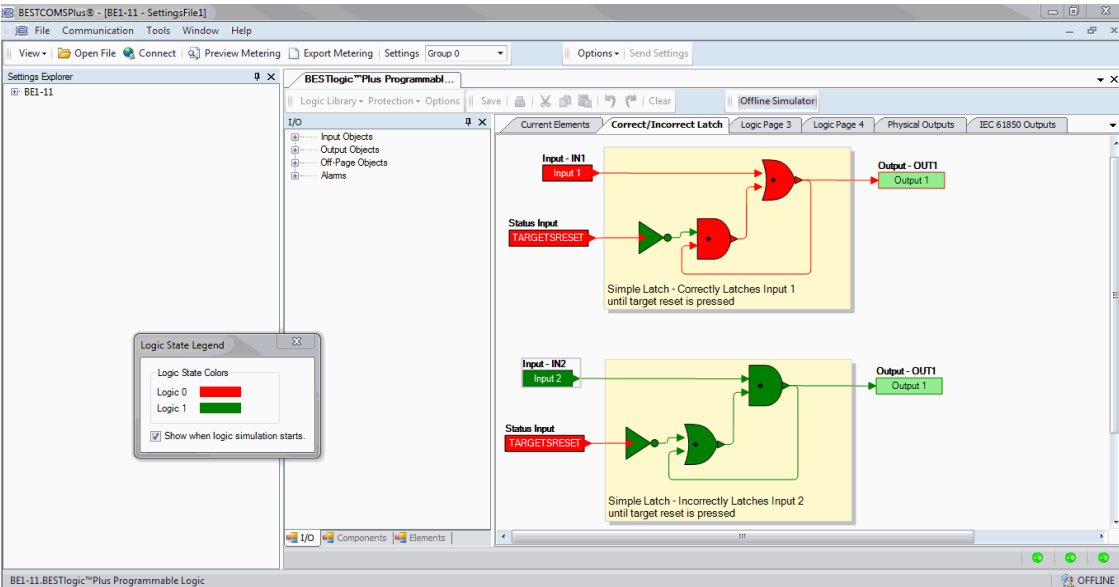 BESTCOMSPlus® - [BE1-11 - SettingsFile1]
File Communication Tools Window Help
View Open File Connect Preview Metering Export Metering Settings Group 0 Options Send Settings
Settings Explorer
BE1-11
BESTlogic™Plus Programmabl...
Logic Library Protection Options Save Clear Offline Simulator
I/O
Input Objects
Output Objects
Off-Page Objects
Alarms
Current Elements Correct/Incorrect Latch Logic Page 3 Logic Page 4 Physical Outputs IEC 61850 Outputs
Input - IN1
Input 1
Output - OUT1
Output 1
Status Input
TARGETSRESET
Simple Latch - Correctly Latches Input 1
until target reset is pressed
Logic State Legend
Logic State Colors
Logic 0
Logic 1
Show when logic simulation starts.
Input - IN2
Input 2
Output - OUT1
Output 1
Status Input
TARGETSRESET
Simple Latch - Incorrectly Latches Input 2
until target reset is pressed
I/O Components Elements
BE1-11.BESTlogic™Plus Programmable Logic
OFFLINE